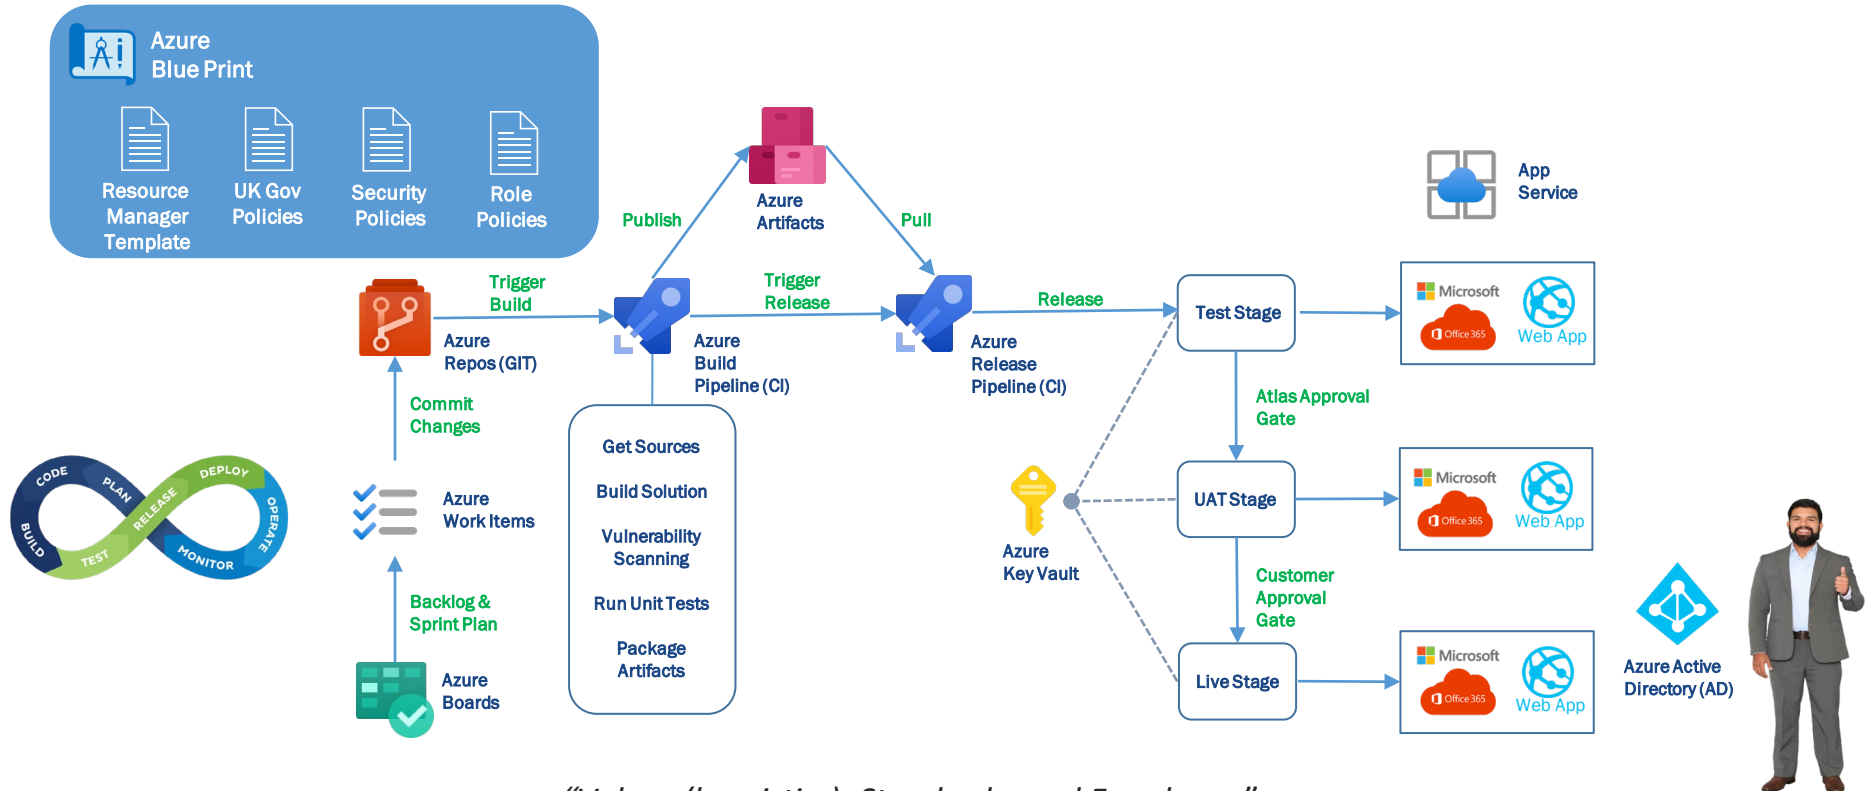 Azure
Blue Print
Resource
Manager
Template
UK Gov
Policies
Security
Policies
Role
Policies
Azure
Artifacts
Publish
Pull
App
Service
Trigger
Build
Trigger
Release
Release
Azure
Repos (GIT)
Azure
Build
Pipeline (CI)
Azure
Release
Pipeline (CI)
Test Stage
Microsoft
Office 365
Web App
Commit
Changes
Atlas Approval
Gate
Get Sources
Build Solution
Vulnerability
Scanning
Run Unit Tests
Package
Artifacts
CODE
PLAN
RELEASE
DEPLOY
OPERATE
MONITOR
TEST
BUILD
Azure
Work Items
Azure
Key Vault
UAT Stage
Microsoft
Office 365
Web App
Backlog &
Sprint Plan
Customer
Approval
Gate
Azure
Boards
Live Stage
Microsoft
Office 365
Web App
Azure Active
Directory (AD)